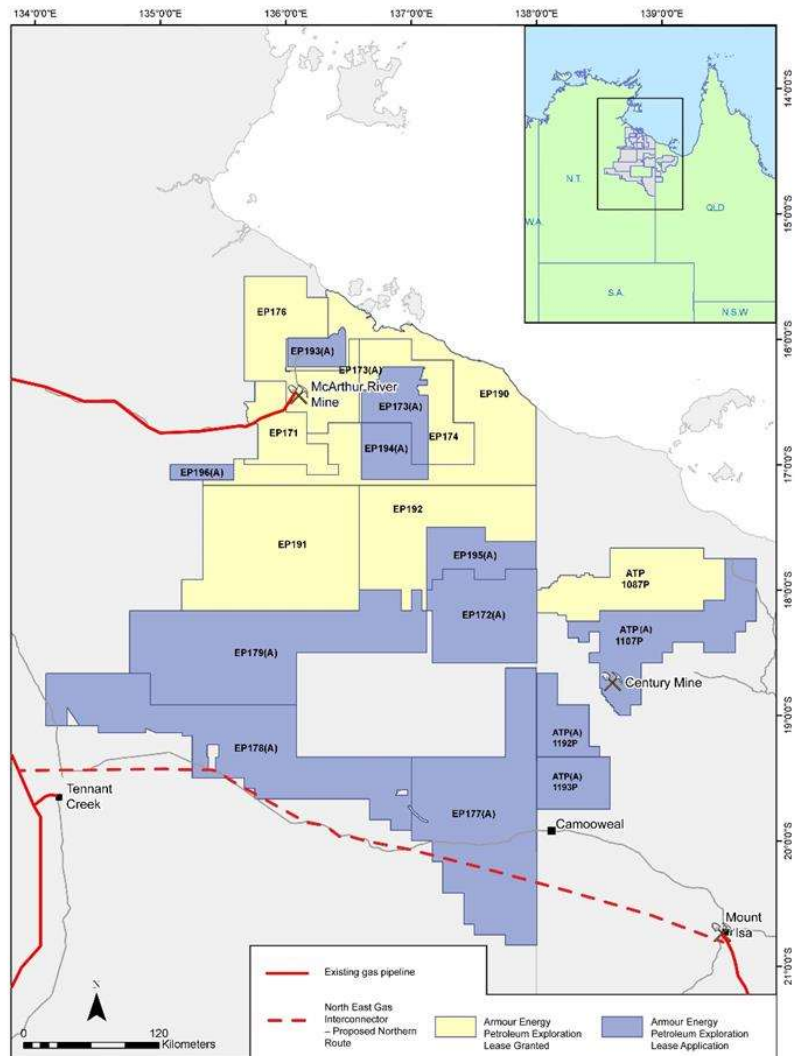 134°0'0"E
135°0'0"E
136°0'0"E
137°0'0"E
138°0'0"E
139°0'0"E
14°0'0"S
15°0'0"S
16°0'0"S
17°0'0"S
18°0'0"S
19°0'0"S
20°0'0"S
21°0'0"S
N.T.
QLD
W.A.
S.A.
N.S.W
EP176
EP193(A)
EP173(A)
McArthur River
Mine
EP173(A)
EP190
EP171
EP174
EP194(A)
EP196(A)
EP192
EP191
EP195(A)
ATP
1087P
EP172(A)
ATP(A)
1107P
EP179(A)
Century Mine
EP178(A)
ATP(A)
1192P
ATP(A)
1193P
Tennant
Creek
EP177(A)
Camooweal
Mount
Isa
N
0
120
Kilometers
Existing gas pipeline
North East Gas
Interconnector
– Proposed Northern
Route
Armour Energy
Petroleum Exploration
Lease Granted
Armour Energy
Petroleum Exploration
Lease Application